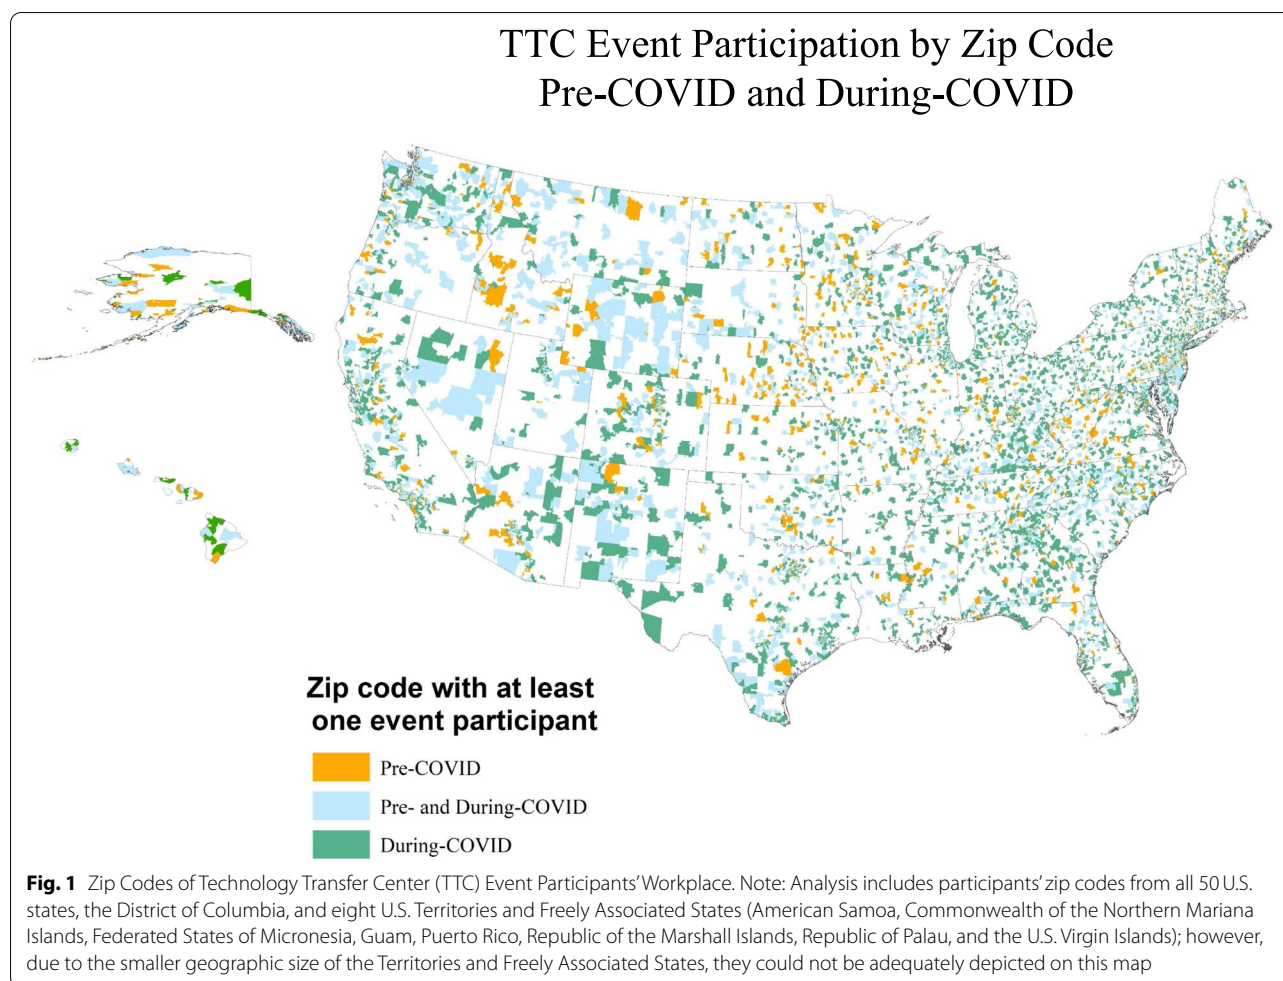 TTC Event Participation by Zip Code
Pre-COVID and During-COVID
Zip code with at least
one event participant
Pre-COVID
Pre- and During-COVID
During-COVID
Fig. 1 Zip Codes of Technology Transfer Center (TTC) Event Participants' Workplace. Note: Analysis includes participants' zip codes from all 50 U.S.
states, the District of Columbia, and eight U.S. Territories and Freely Associated States (American Samoa, Commonwealth of the Northern Mariana
Islands, Federated States of Micronesia, Guam, Puerto Rico, Republic of the Marshall Islands, Republic of Palau, and the U.S. Virgin Islands); however,
due to the smaller geographic size of the Territories and Freely Associated States, they could not be adequately depicted on this map